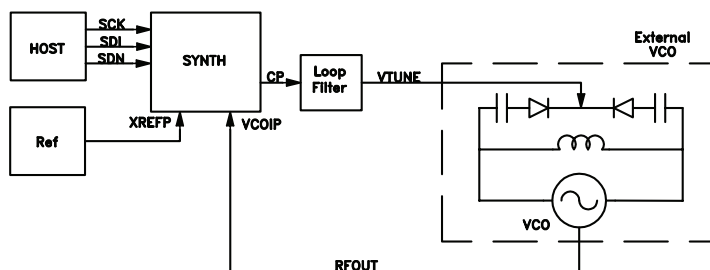 External
VCO
HOST
SCK
SDI
SDN
SYNTH
CP
Loop
Filter
VTUNE
Ref
XREFP
VCOIP
VCO
RFOUT